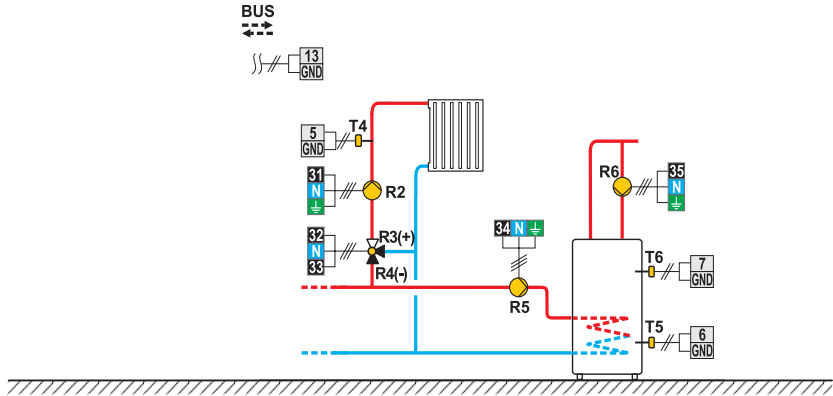 BUS
13
GND
T4
5
GND
31
N
R2
R6
35
N
32
N
33
R3(+)
R4(-)
34 N
R5
T6
7
GND
T5
6
GND